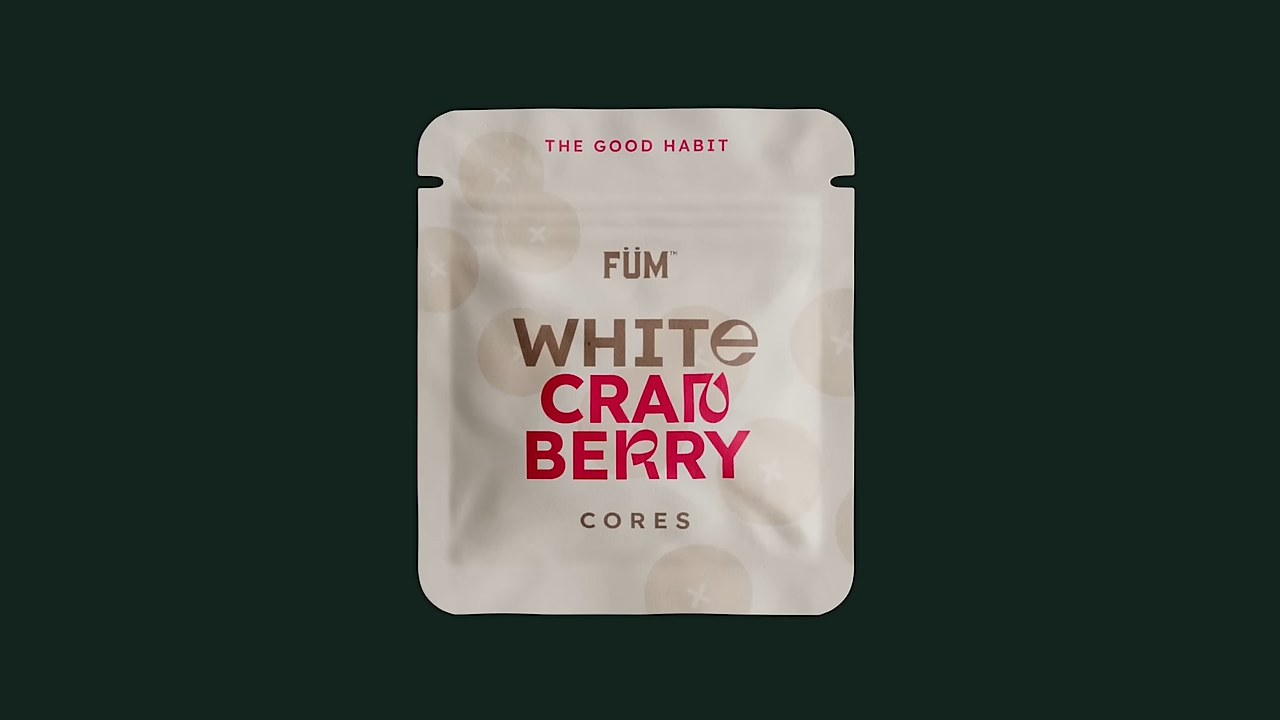 THE GOOD HABIT
FÜM™
WHITe
CRAN
BERRY
CORES